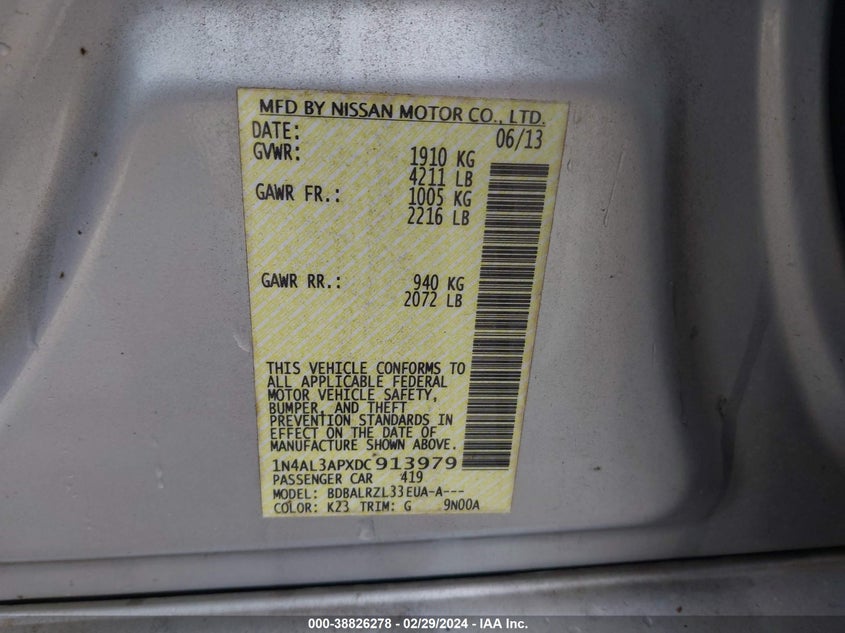 MFD BY NISSAN MOTOR CO., LTD.
DATE: 06/13
GVWR: 1910 KG
4211 LB
GAWR FR.: 1005 KG
2216 LB
GAWR RR.: 940 KG
2072 LB
THIS VEHICLE CONFORMS TO
ALL APPLICABLE FEDERAL
MOTOR VEHICLE SAFETY,
BUMPER, AND THEFT
PREVENTION STANDARDS IN
EFFECT ON THE DATE OF
MANUFACTURE SHOWN ABOVE.
1N4AL3APXDC913979
PASSENGER CAR 419
MODEL: BDBALRZL33EUA-A---
COLOR: K23 TRIM: G 9N00A
000-38826278 - 02/29/2024 - IAA Inc.